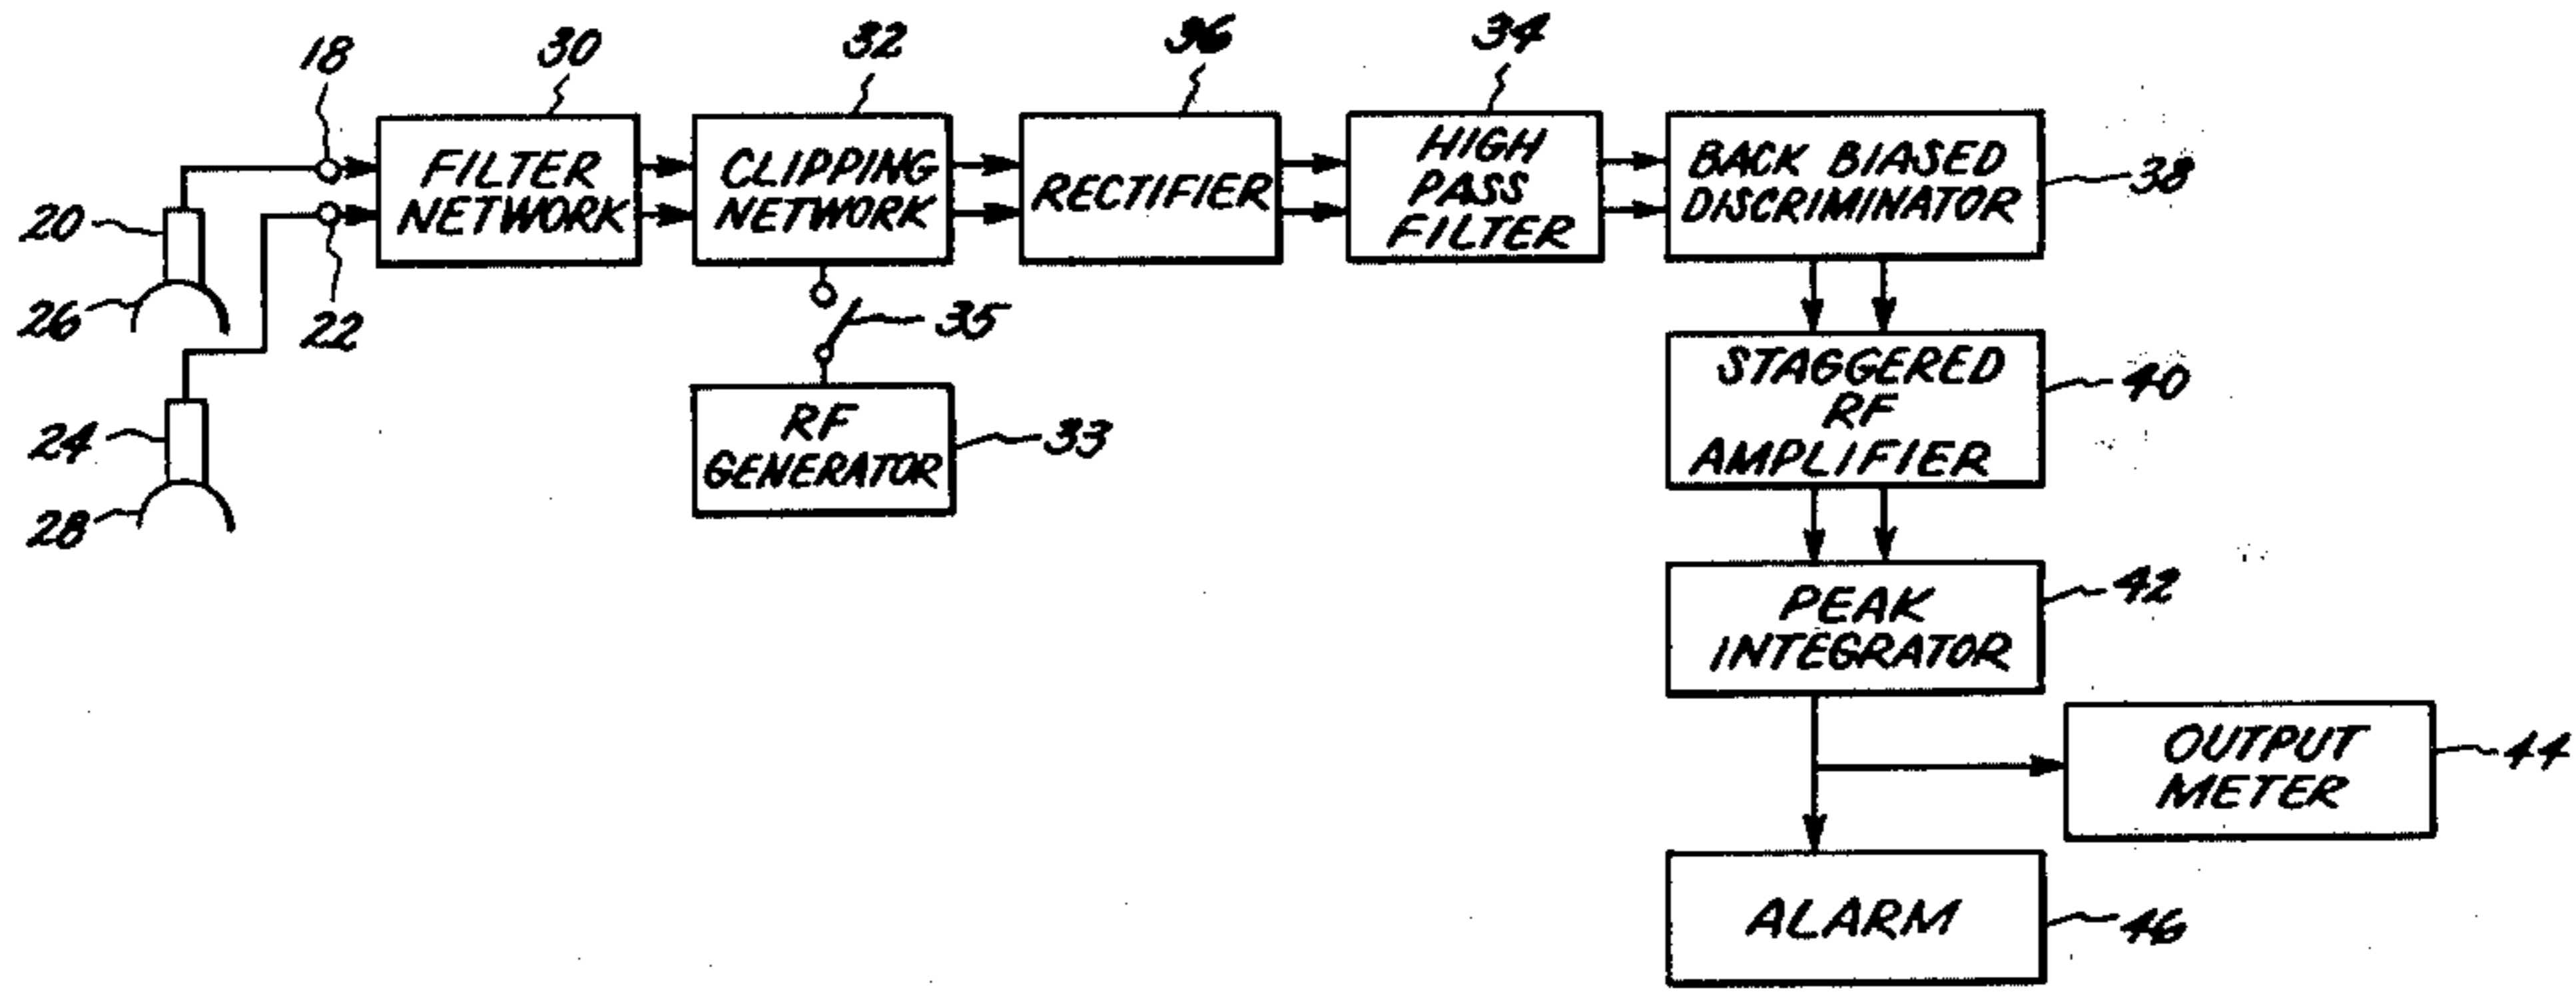 18
30
32
36
34
FILTER
NETWORK
CLIPPING
NETWORK
RECTIFIER
HIGH
PASS
FILTER
BACK BIASED
DISCRIMINATOR
38
20
26
22
35
24
28
RF
GENERATOR
33
STAGGERED
RF
AMPLIFIER
40
PEAK
INTEGRATOR
42
OUTPUT
METER
44
ALARM
46